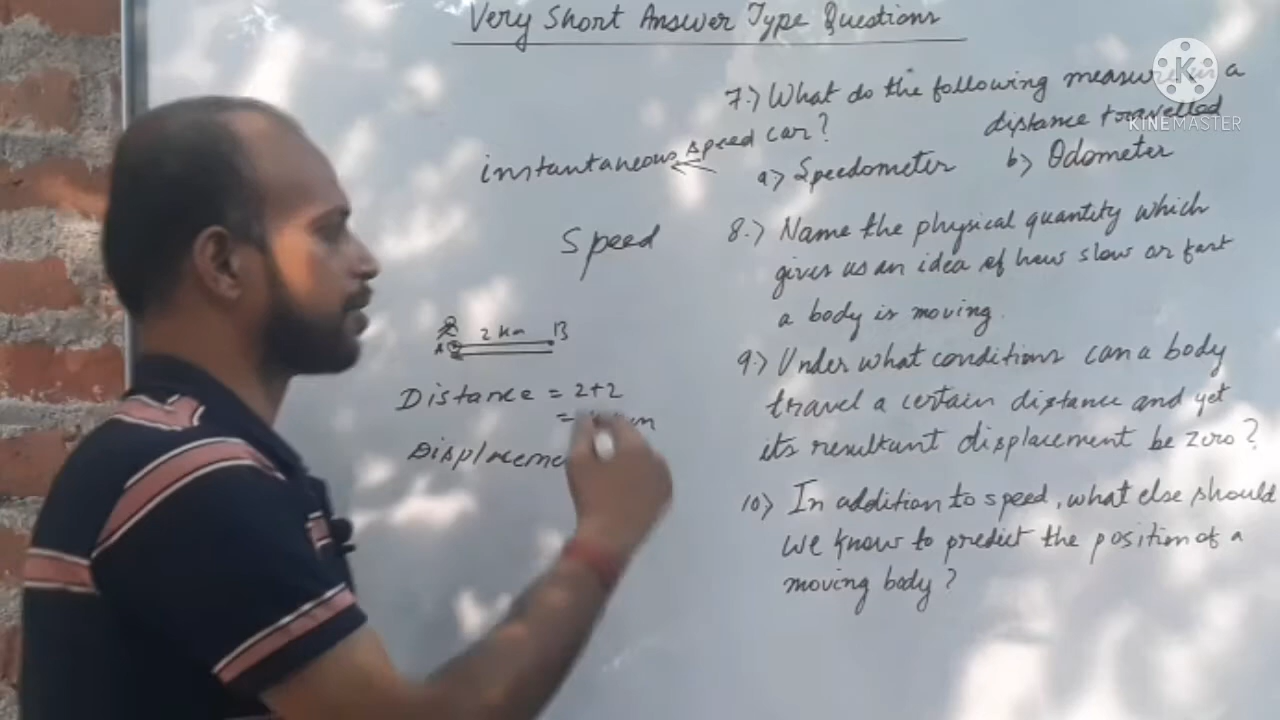 Very Short Answer Type Questions
7.) What do the following measure in a
car?
distance travelled
instantaneous speed
a) Speedometer b) Odometer
Speed
8.) Name the physical quantity which
gives us an idea of how slow or fast
a body is moving.
2 km
A B
Distance = 2+2
=
Displaceme
9.) Under what conditions can a body
travel a certain distance and yet
its resultant displacement be zero?
10) In addition to speed, what else should
we know to predict the position of a
moving body?
K
KINEMASTER